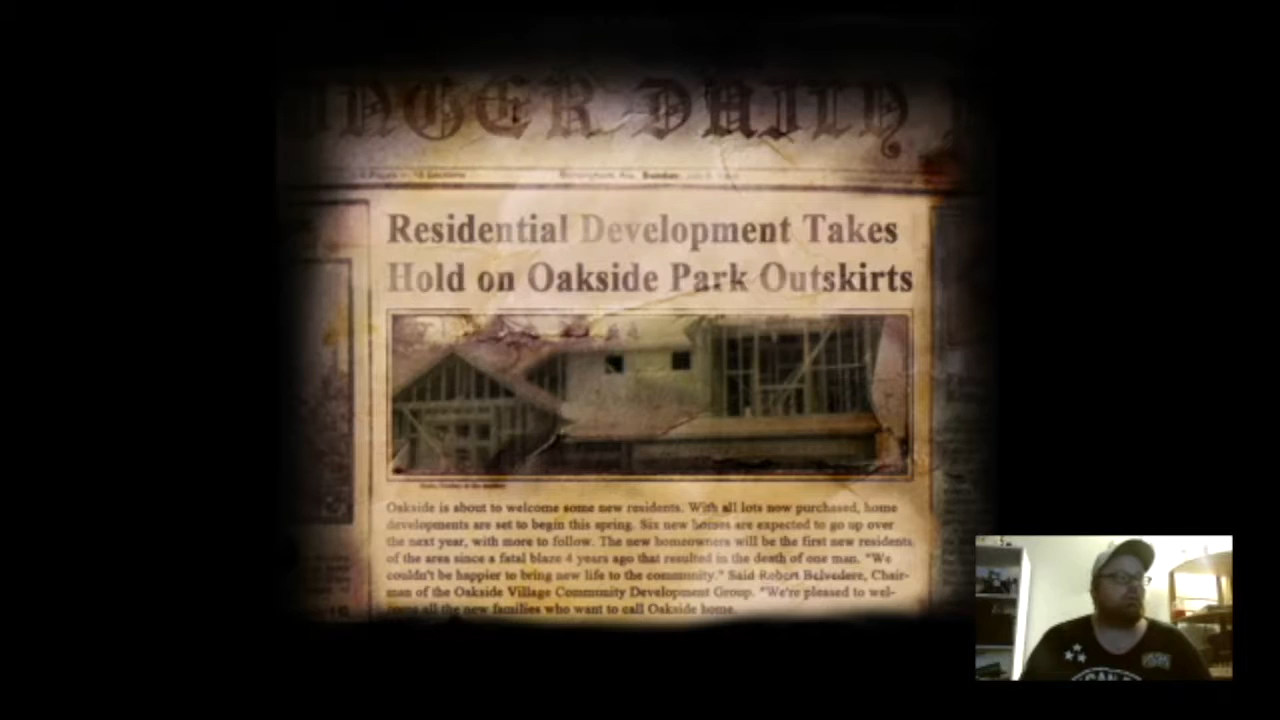 NGER DAILY
Sunday
Residential Development Takes
Hold on Oakside Park Outskirts
Oakside is about to welcome some new residents. With all lots now purchased, home
developments are set to begin this spring. Six new homes are expected to go up over
the next year, with more to follow. The new homeowners will be the first new residents
of the area since a fatal blaze 4 years ago that resulted in the death of one man. "We
couldn't be happier to bring new life to the community." Said Robert Belvedere, Chair-
man of the Oakside Village Community Development Group. "We're pleased to wel-
come all the new families who want to call Oakside home.